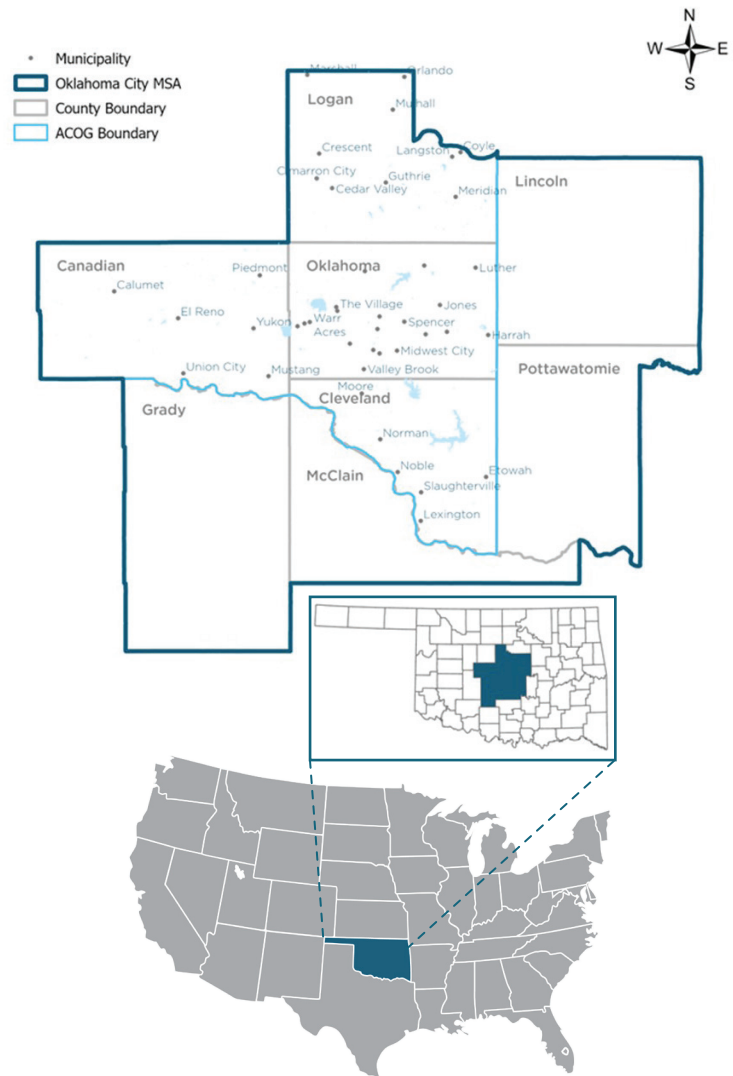 N
W E
S
Municipality
Oklahoma City MSA
County Boundary
ACOG Boundary
Marshall
Orlando
Logan
Mulhall
Crescent
Langston
Coyle
Cimarron City
Guthrie
Cedar Valley
Meridian
Lincoln
Canadian
Piedmont
Oklahoma
Luther
Calumet
El Reno
The Village
Jones
Yukon
Warr
Acres
Spencer
Harrah
Midwest City
Union City
Mustang
Valley Brook
Pottawatomie
Moore
Cleveland
Grady
Norman
McClain
Noble
Etowah
Slaughterville
Lexington